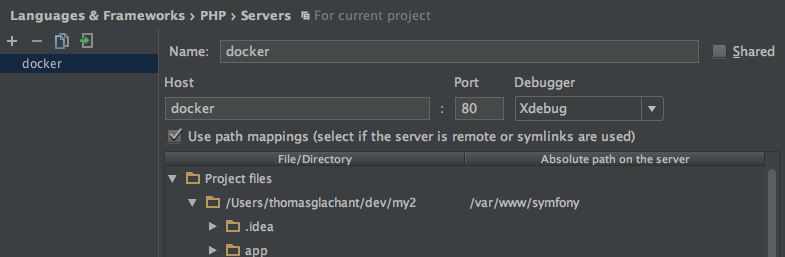 Languages & Frameworks › PHP › Servers For current project
docker
Name: docker Shared
Host Port Debugger
docker : 80 Xdebug
Use path mappings (select if the server is remote or symlinks are used)
File/Directory Absolute path on the server
Project files
/Users/thomasglachant/dev/my2 /var/www/symfony
.idea
app